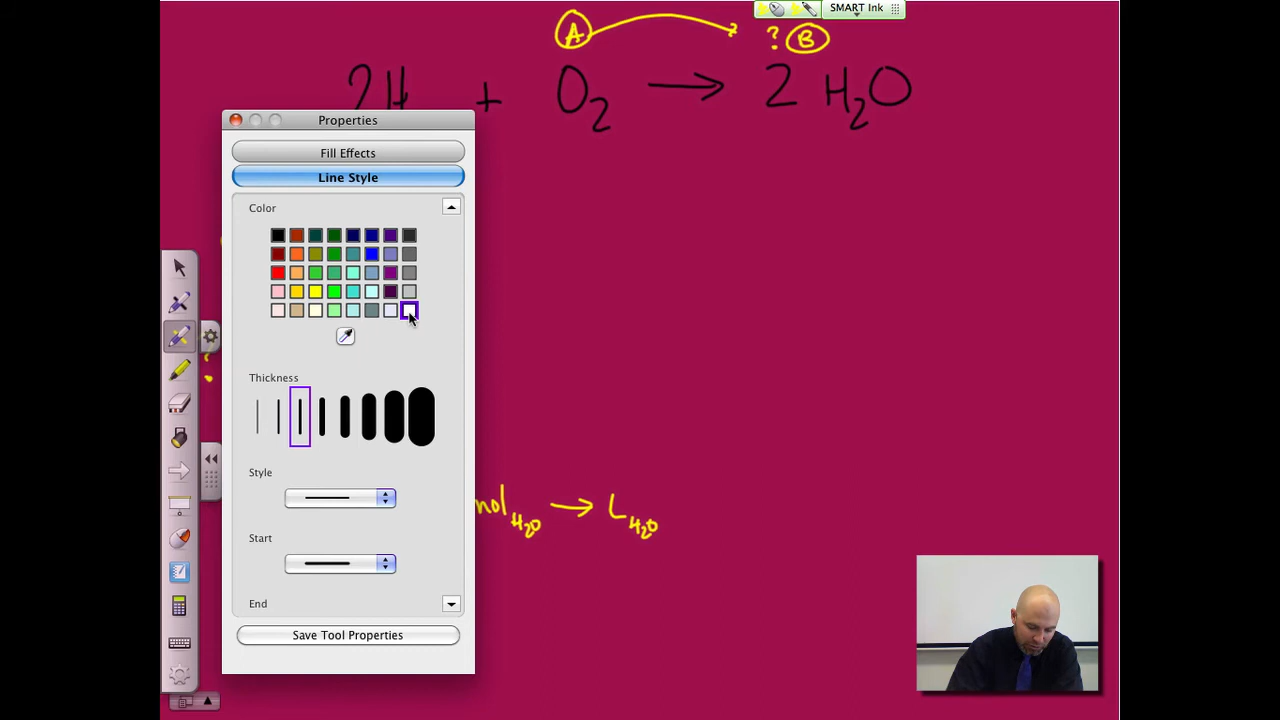 SMART Ink
A ? B
2H + O2 → 2 H2O
Properties
Fill Effects
Line Style
Color
Thickness
Style
Start
End
Save Tool Properties
mol H2O → L H2O